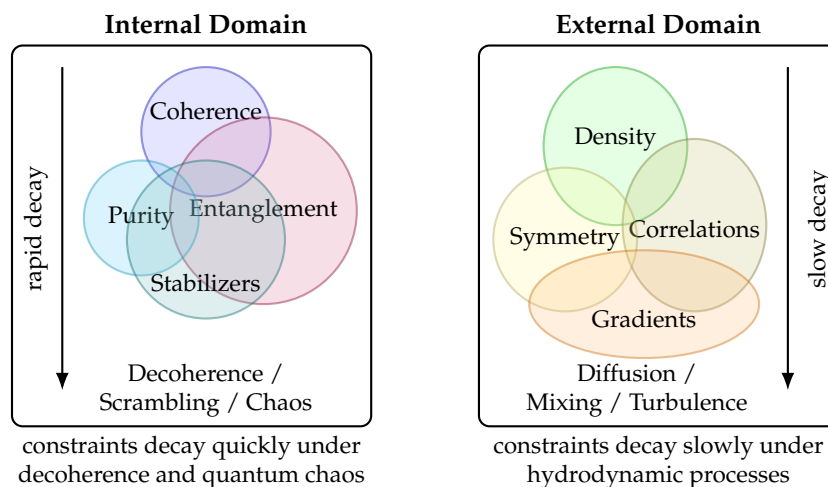 Internal Domain
rapid decay
Coherence
Purity
Entanglement
Stabilizers
Decoherence /
Scrambling / Chaos
constraints decay quickly under
decoherence and quantum chaos
External Domain
Density
Symmetry
Correlations
Gradients
slow decay
Diffusion /
Mixing / Turbulence
constraints decay slowly under
hydrodynamic processes